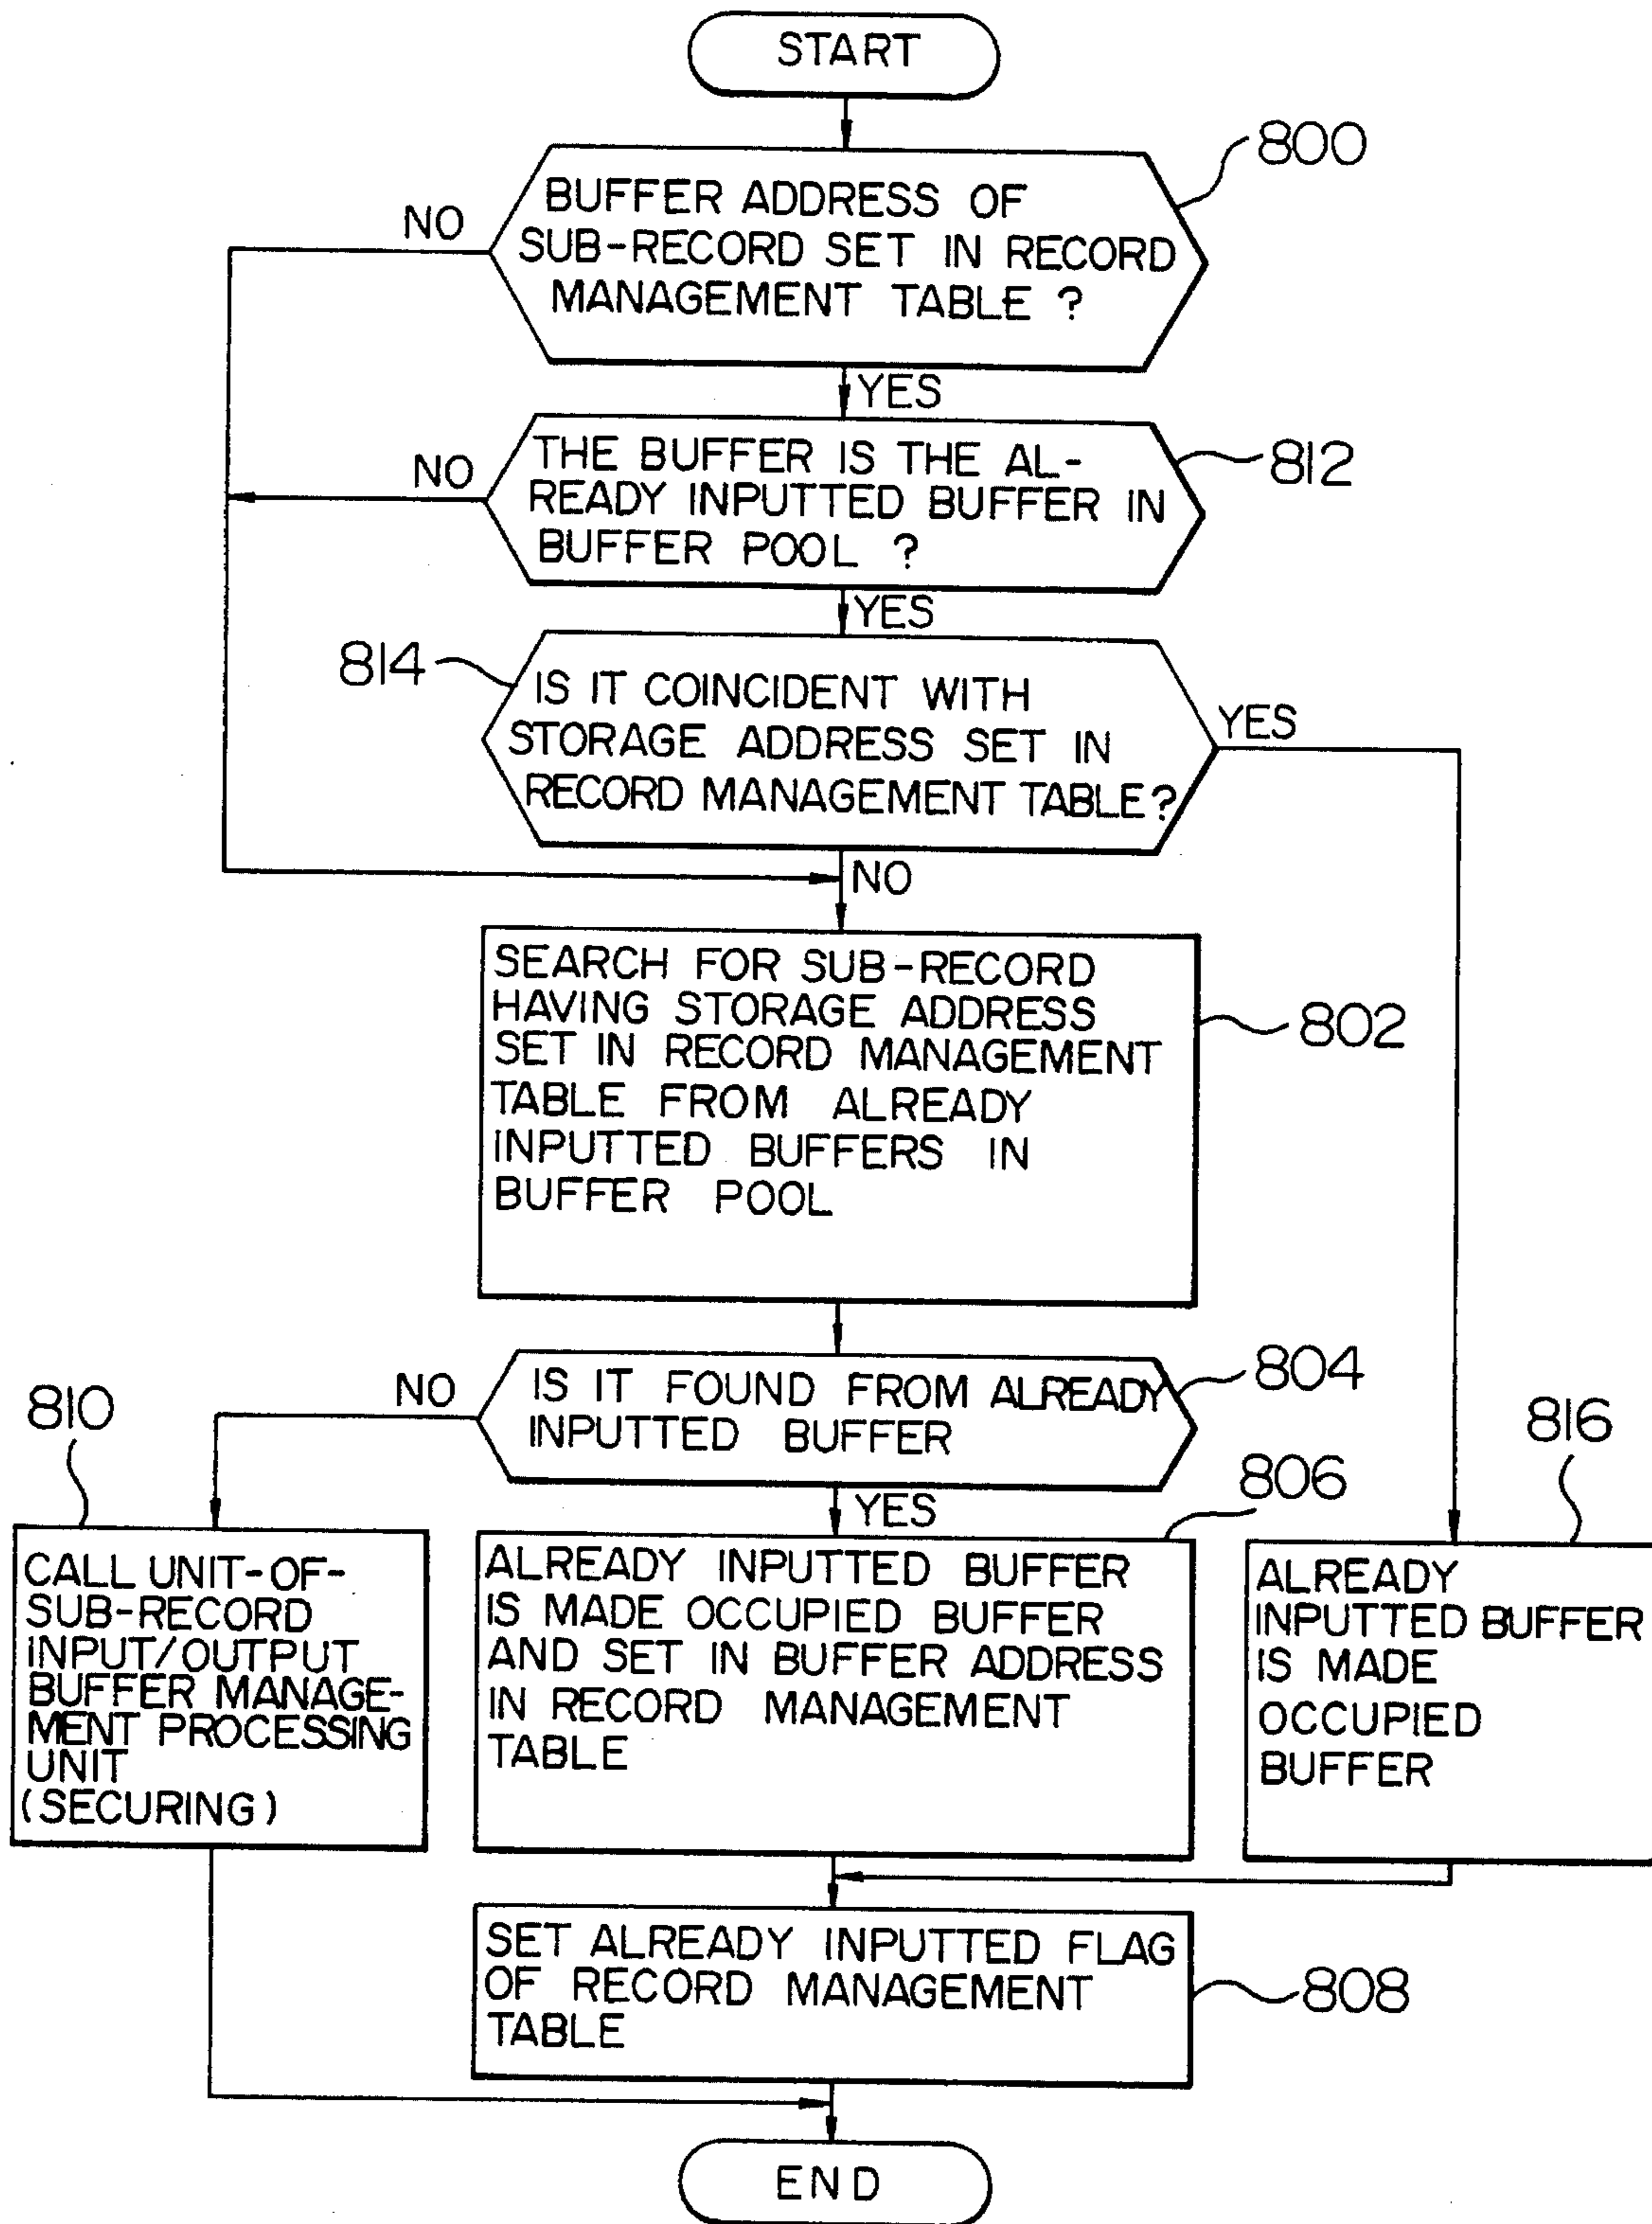 START
800
BUFFER ADDRESS OF
SUB-RECORD SET IN RECORD
MANAGEMENT TABLE ?
NO
YES
812
THE BUFFER IS THE AL-
READY INPUTTED BUFFER IN
BUFFER POOL ?
NO
YES
814
IS IT COINCIDENT WITH
STORAGE ADDRESS SET IN
RECORD MANAGEMENT TABLE?
YES
NO
SEARCH FOR SUB-RECORD
HAVING STORAGE ADDRESS
SET IN RECORD MANAGEMENT
TABLE FROM ALREADY
INPUTTED BUFFERS IN
BUFFER POOL
802
IS IT FOUND FROM ALREADY
INPUTTED BUFFER
804
NO
YES
810
CALL UNIT-OF-
SUB-RECORD
INPUT/OUTPUT
BUFFER MANAGE-
MENT PROCESSING
UNIT
(SECURING)
806
ALREADY INPUTTED BUFFER
IS MADE OCCUPIED BUFFER
AND SET IN BUFFER ADDRESS
IN RECORD MANAGEMENT
TABLE
816
ALREADY
INPUTTED BUFFER
IS MADE
OCCUPIED
BUFFER
SET ALREADY INPUTTED FLAG
OF RECORD MANAGEMENT
TABLE
808
END